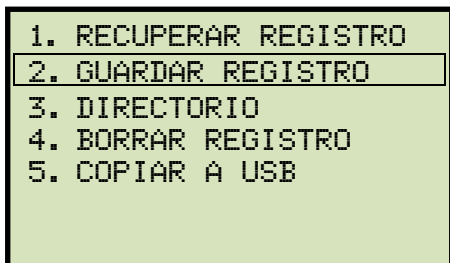 1. RECUPERAR REGISTRO
2. GUARDAR REGISTRO
3. DIRECTORIO
4. BORRAR REGISTRO
5. COPIAR A USB